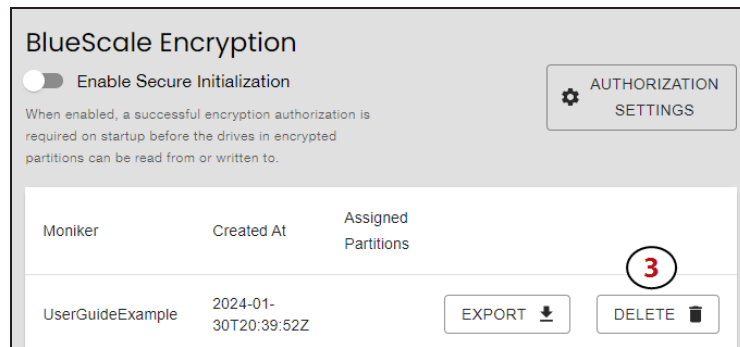 BlueScale Encryption
Enable Secure Initialization
When enabled, a successful encryption authorization is
required on startup before the drives in encrypted
partitions can be read from or written to.
AUTHORIZATION
SETTINGS
Moniker
Created At
Assigned
Partitions
3
UserGuideExample
2024-01-
30T20:39:52Z
EXPORT
DELETE